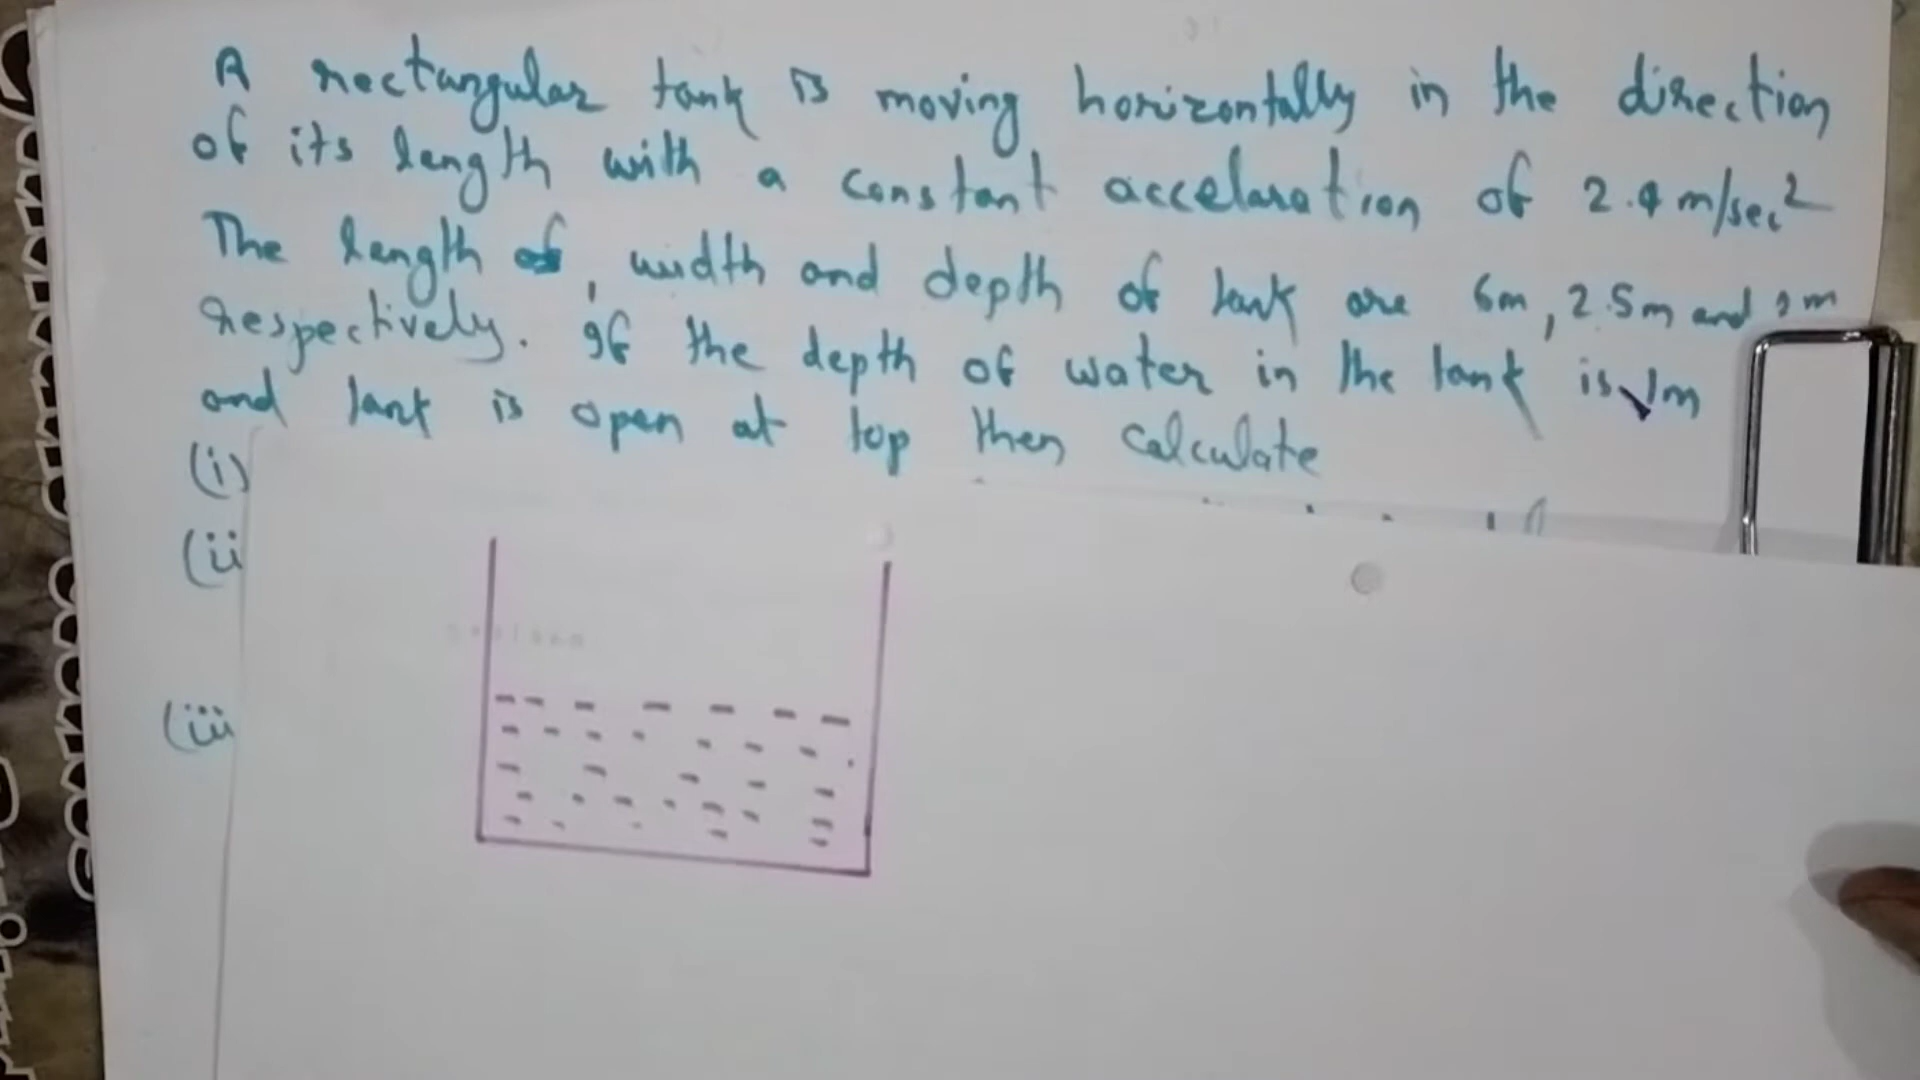 A rectangular tank is moving horizontally in the direction
of its length with a constant accelaration of 2.4 m/sec2
The length , width and depth of tank are 6m, 2.5m and 2m
respectively. If the depth of water in the tank is 1m
and tank is open at top then calculate
(i)
(ii
(iii